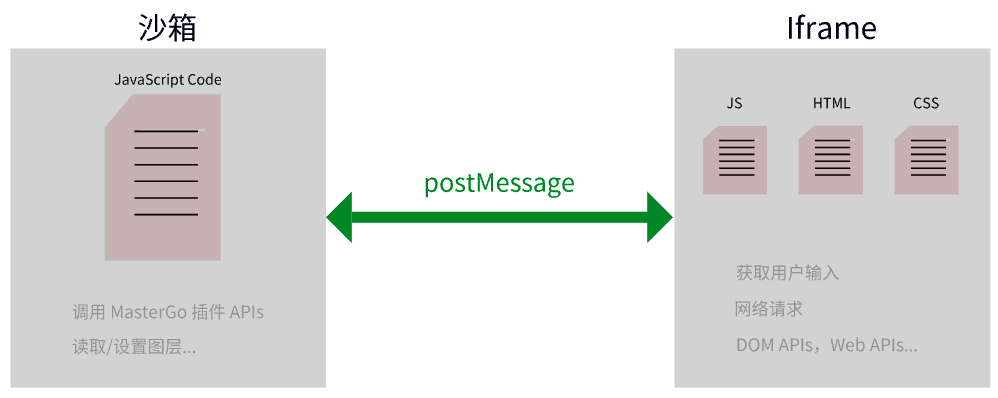 沙箱
JavaScript Code
调用 MasterGo 插件 APIs
读取/设置图层...
postMessage
Iframe
JS
HTML
CSS
获取用户输入
网络请求
DOM APIs，Web APIs...